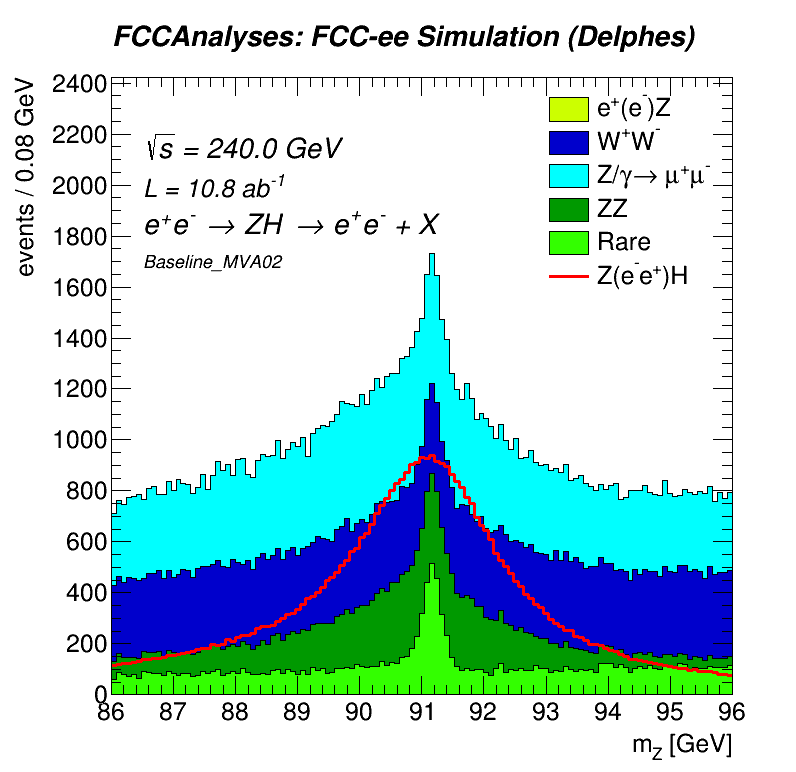 FCCAnalyses: FCC-ee Simulation (Delphes)
events / 0.08 GeV
2400
2200
2000
1800
1600
1400
1200
1000
800
600
400
200
0
√s = 240.0 GeV
L = 10.8 ab⁻¹
e⁺e⁻ → ZH → e⁺e⁻ + X
Baseline_MVA02
e⁺(e⁻)Z
W⁺W⁻
Z/γ→ μ⁺μ⁻
ZZ
Rare
Z(e⁻e⁺)H
86 87 88 89 90 91 92 93 94 95 96
m_Z [GeV]